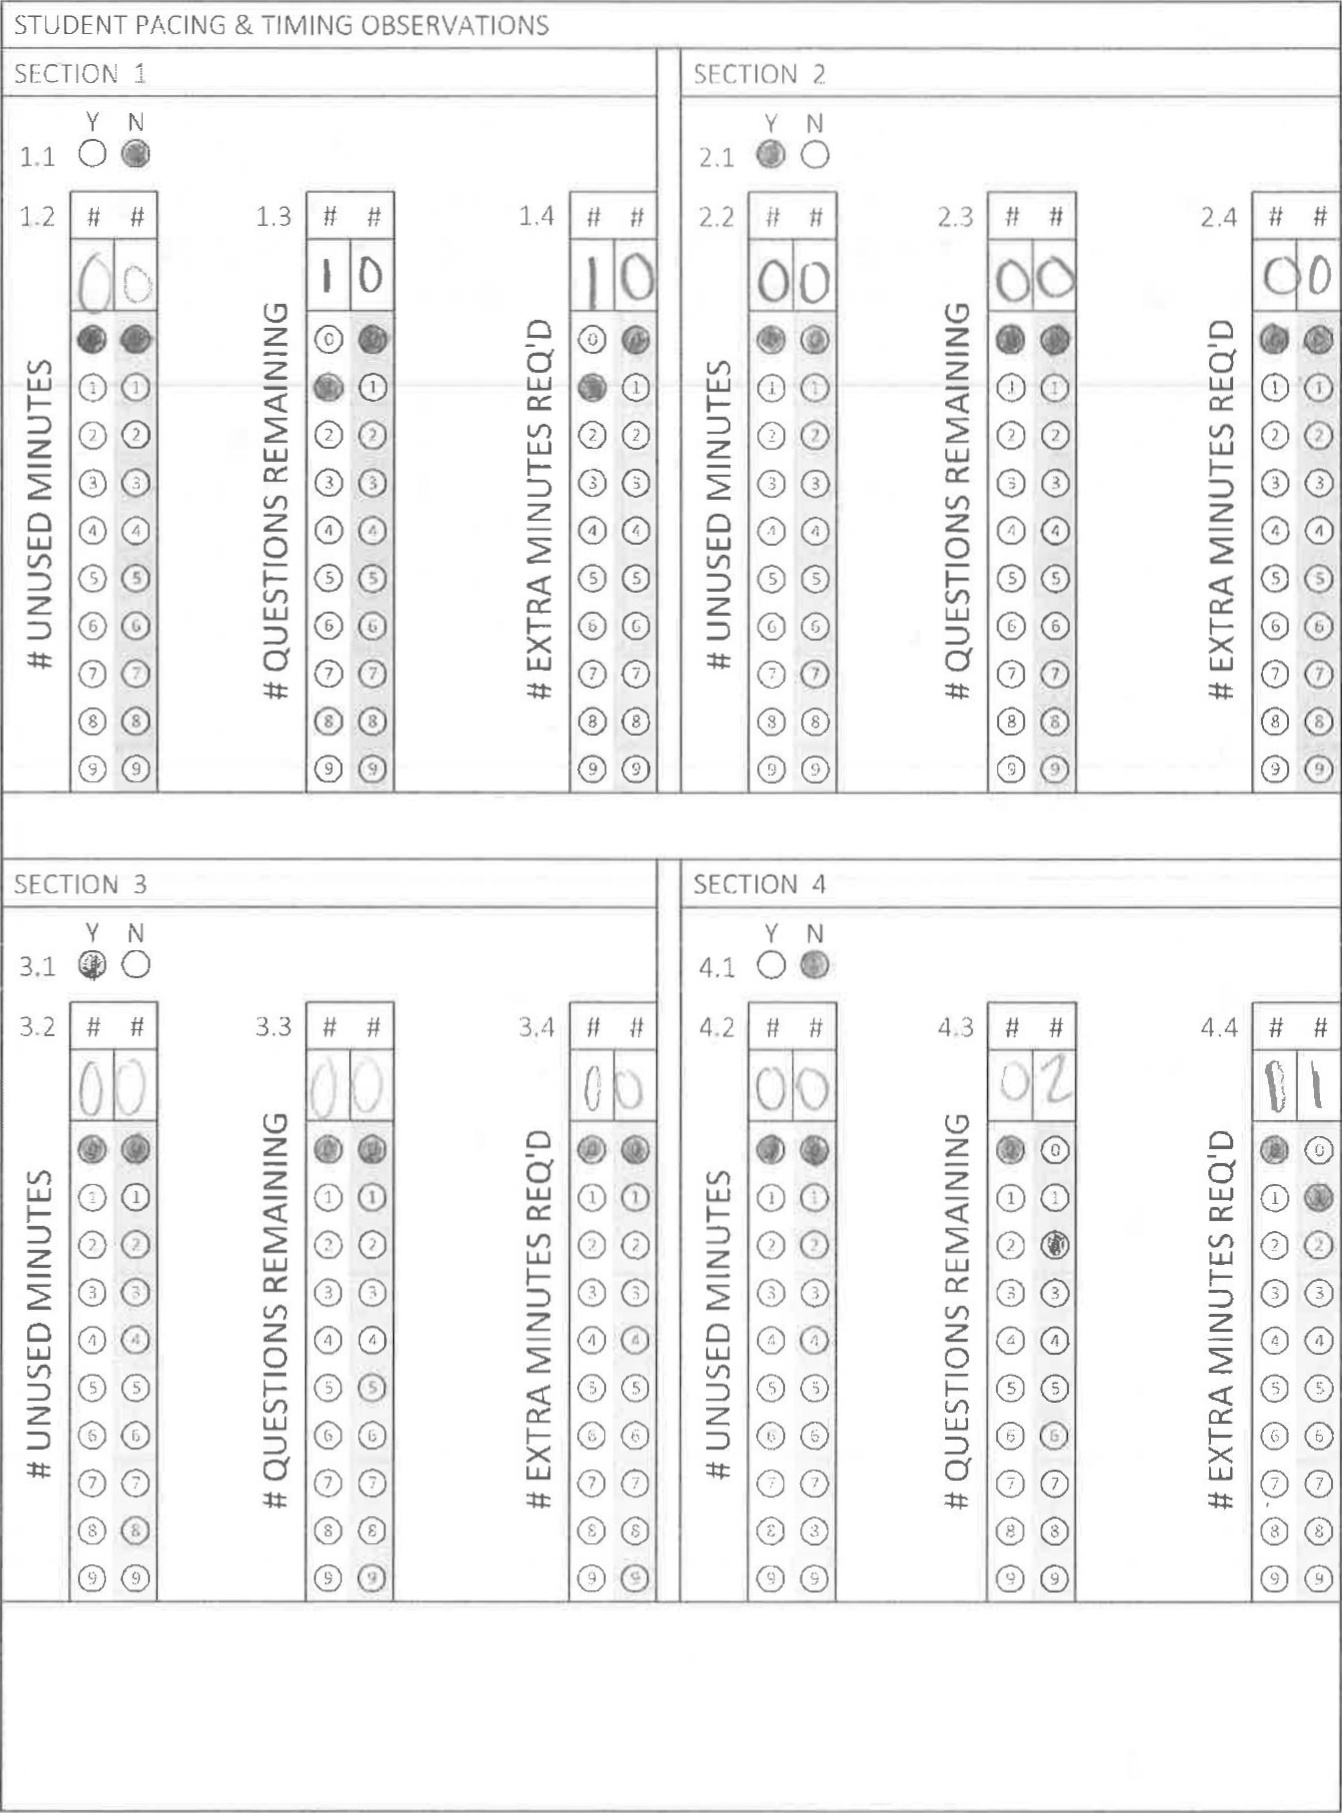 STUDENT PACING & TIMING OBSERVATIONS
SECTION 1
Y N
1.1
1.2 # # 1.3 # # 1.4 # #
0 0 1 0 1 0
# UNUSED MINUTES
# QUESTIONS REMAINING
# EXTRA MINUTES REQ'D
0 0
1 1 1 1
2 2 2 2 2 2
3 3 3 3 3 3
4 4 4 4 4 4
5 5 5 5 5 5
6 6 6 6 6 6
7 7 7 7 7 7
8 8 8 8 8 8
9 9 9 9 9 9
SECTION 2
Y N
2.1
2.2 # # 2.3 # # 2.4 # #
0 0 0 0 0 0
# UNUSED MINUTES
# QUESTIONS REMAINING
# EXTRA MINUTES REQ'D
1 1 1 1 1 1
2 2 2 2 2 2
3 3 3 3 3 3
4 4 4 4 4 4
5 5 5 5 5 5
6 6 6 6 6 6
7 7 7 7 7 7
8 8 8 8 8 8
9 9 9 9 9 9
SECTION 3
Y N
3.1
3.2 # # 3.3 # # 3.4 # #
0 0 0 0 0 0
# UNUSED MINUTES
# QUESTIONS REMAINING
# EXTRA MINUTES REQ'D
1 1 1 1 1 1
2 2 2 2 2 2
3 3 3 3 3 3
4 4 4 4 4 4
5 5 5 5 5 5
6 6 6 6 6 6
7 7 7 7 7 7
8 8 8 8 8 8
9 9 9 9 9 9
SECTION 4
Y N
4.1
4.2 # # 4.3 # # 4.4 # #
0 0 0 2 0 1
# UNUSED MINUTES
# QUESTIONS REMAINING
# EXTRA MINUTES REQ'D
0 0
1 1 1 1 1
2 2 2 2 2
3 3 3 3 3 3
4 4 4 4 4 4
5 5 5 5 5 5
6 6 6 6 6 6
7 7 7 7 7 7
8 8 8 8 8 8
9 9 9 9 9 9